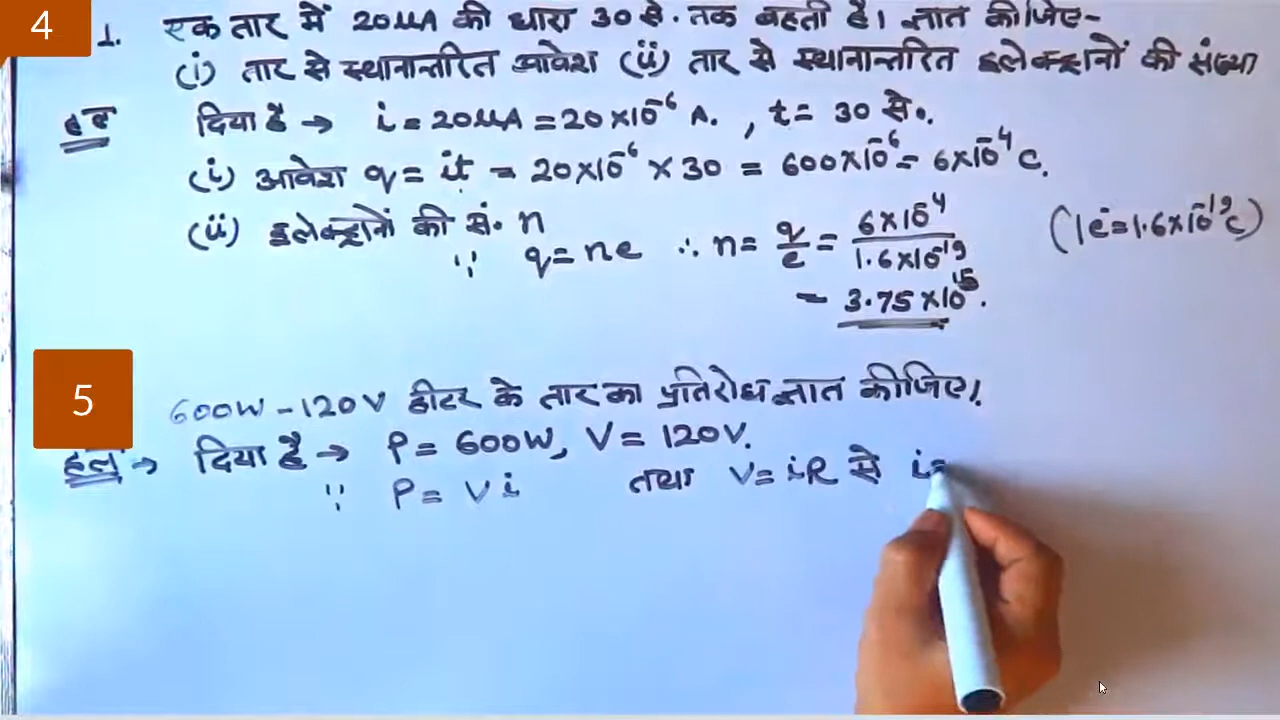 4
1. एक तार में 20μA की धारा 30 से. तक बहती है। ज्ञात कीजिए-
(i) तार से स्थानान्तरित आवेश (ii) तार से स्थानान्तरित इलेक्ट्रानों की संख्या
हल दिया है → i = 20μA = 20×10⁻⁶ A. , t = 30 से.
(i) आवेश q = it = 20×10⁻⁶ × 30 = 600×10⁻⁶ = 6×10⁻⁴ C.
(ii) इलेक्ट्रानों की सं. n
∵ q = ne ∴ n = q/e = 6×10⁻⁴/1.6×10⁻¹⁹ (1e⁻=1.6×10⁻¹⁹c)
= 3.75×10¹⁵.
5
600W-120V हीटर के तार का प्रतिरोध ज्ञात कीजिए।
हल → दिया है → P = 600W, V = 120V.
∵ P = Vi तथा V = iR से i=